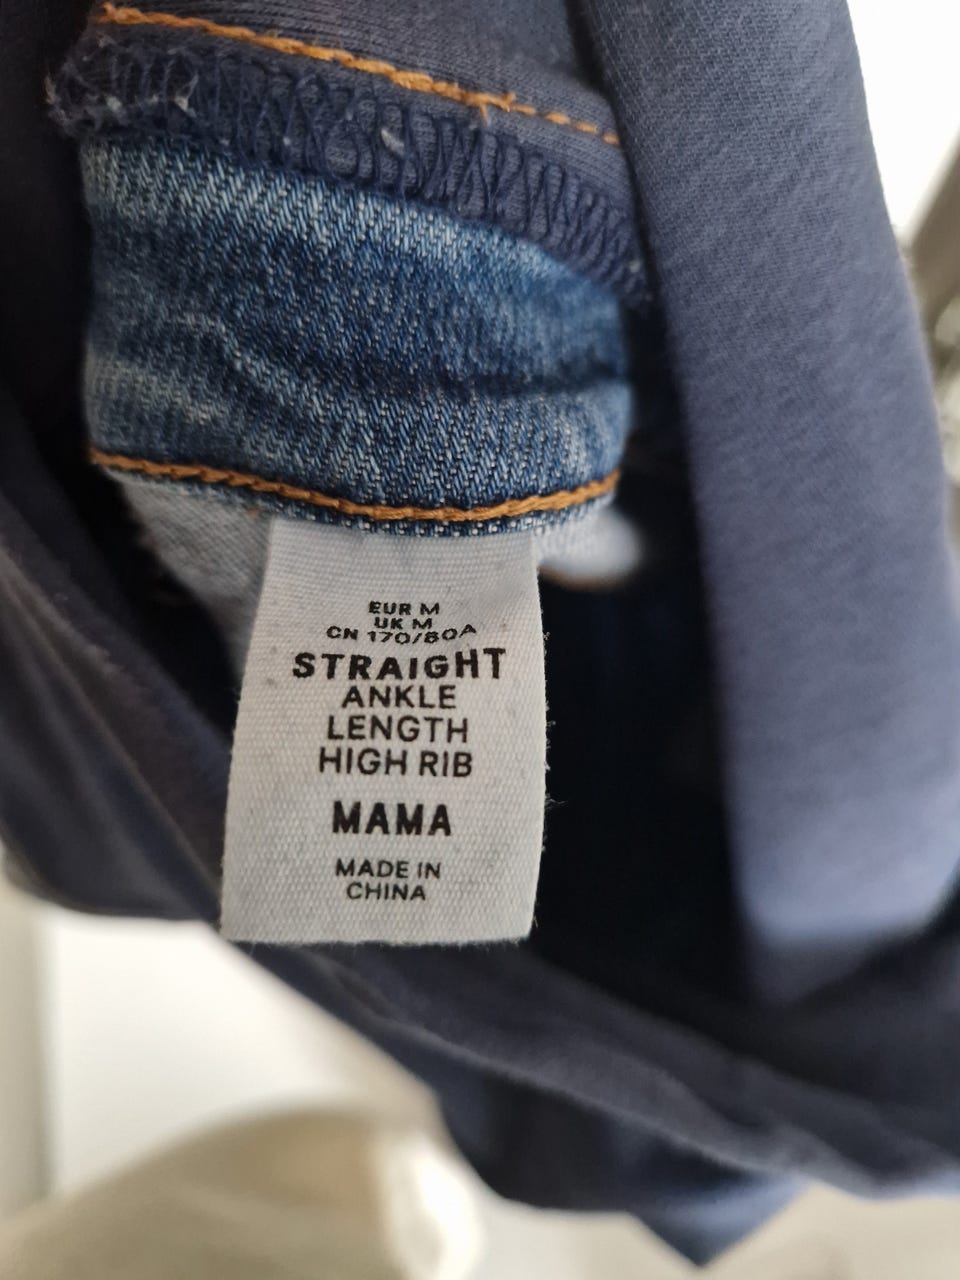 EUR M
UK M
CN 170/80A
STRAIGHT
ANKLE
LENGTH
HIGH RIB
MAMA
MADE IN
CHINA